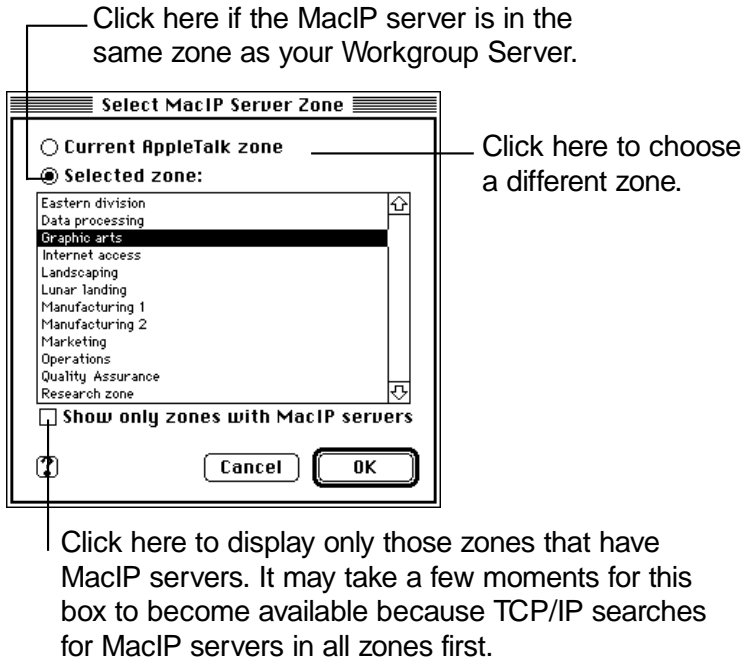 Click here if the MacIP server is in the
same zone as your Workgroup Server.
Select MacIP Server Zone
Current AppleTalk zone
Click here to choose
a different zone.
Selected zone:
Eastern division
Data processing
Graphic arts
Internet access
Landscaping
Lunar landing
Manufacturing 1
Manufacturing 2
Marketing
Operations
Quality Assurance
Research zone
Show only zones with MacIP servers
?
Cancel
OK
Click here to display only those zones that have
MacIP servers. It may take a few moments for this
box to become available because TCP/IP searches
for MacIP servers in all zones first.